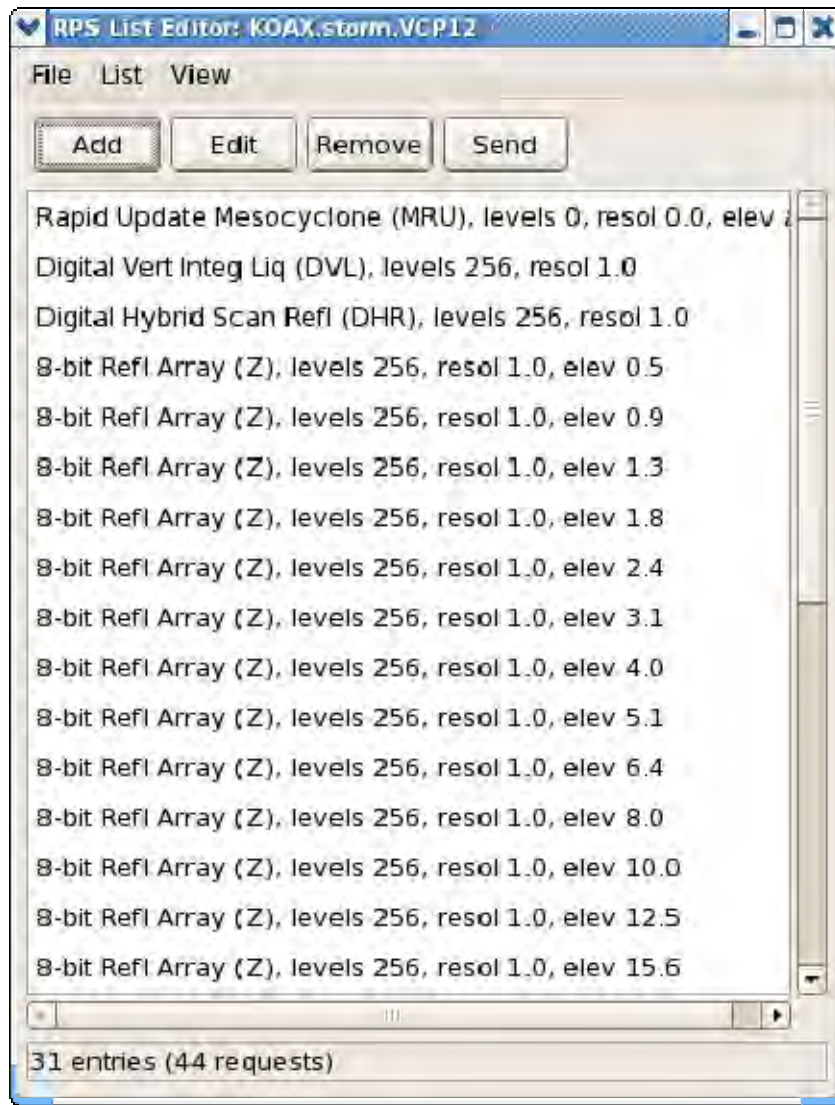 RPS List Editor: KOAX.storm.VCP12
File List View
Add Edit Remove Send
Rapid Update Mesocyclone (MRU), levels 0, resol 0.0, elev
Digital Vert Integ Liq (DVL), levels 256, resol 1.0
Digital Hybrid Scan Refl (DHR), levels 256, resol 1.0
8-bit Refl Array (Z), levels 256, resol 1.0, elev 0.5
8-bit Refl Array (Z), levels 256, resol 1.0, elev 0.9
8-bit Refl Array (Z), levels 256, resol 1.0, elev 1.3
8-bit Refl Array (Z), levels 256, resol 1.0, elev 1.8
8-bit Refl Array (Z), levels 256, resol 1.0, elev 2.4
8-bit Refl Array (Z), levels 256, resol 1.0, elev 3.1
8-bit Refl Array (Z), levels 256, resol 1.0, elev 4.0
8-bit Refl Array (Z), levels 256, resol 1.0, elev 5.1
8-bit Refl Array (Z), levels 256, resol 1.0, elev 6.4
8-bit Refl Array (Z), levels 256, resol 1.0, elev 8.0
8-bit Refl Array (Z), levels 256, resol 1.0, elev 10.0
8-bit Refl Array (Z), levels 256, resol 1.0, elev 12.5
8-bit Refl Array (Z), levels 256, resol 1.0, elev 15.6
31 entries (44 requests)